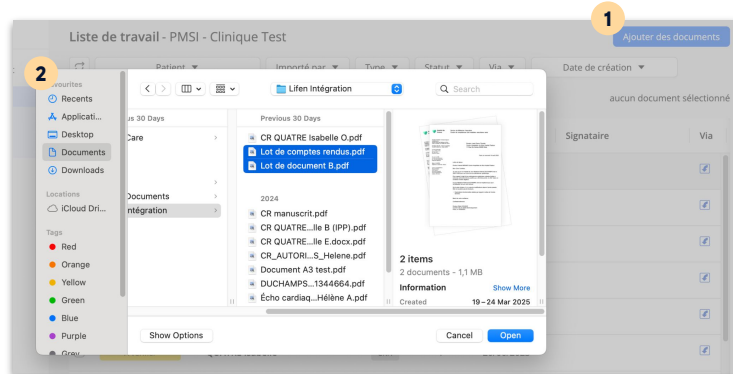 1
Liste de travail - PMSI - Clinique Test
Ajouter des documents
2
Patient
Importé par
Type
Statut
Via
Date de création
aucun document sélectionné
Signataire
Via
Favourites
Recents
Applicati...
Desktop
Documents
Downloads
Locations
iCloud Dri...
Tags
Red
Orange
Yellow
Green
Blue
Purple
Grey
Lifen Intégration
Search
us 30 Days
Care
Documents
ntégration
Previous 30 Days
CR QUATRE Isabelle O.pdf
Lot de comptes rendus.pdf
Lot de document B.pdf
2024
CR manuscrit.pdf
CR QUATRE...lle B (IPP).pdf
CR QUATRE...lle E.docx.pdf
CR_AUTORI...S_Helene.pdf
Document A3 test.pdf
DUCHAMPS...1344664.pdf
Écho cardiaq...Hélène A.pdf
2 items
2 documents - 1,1 MB
Information
Show More
Created
19 – 24 Mar 2025
Show Options
Cancel
Open